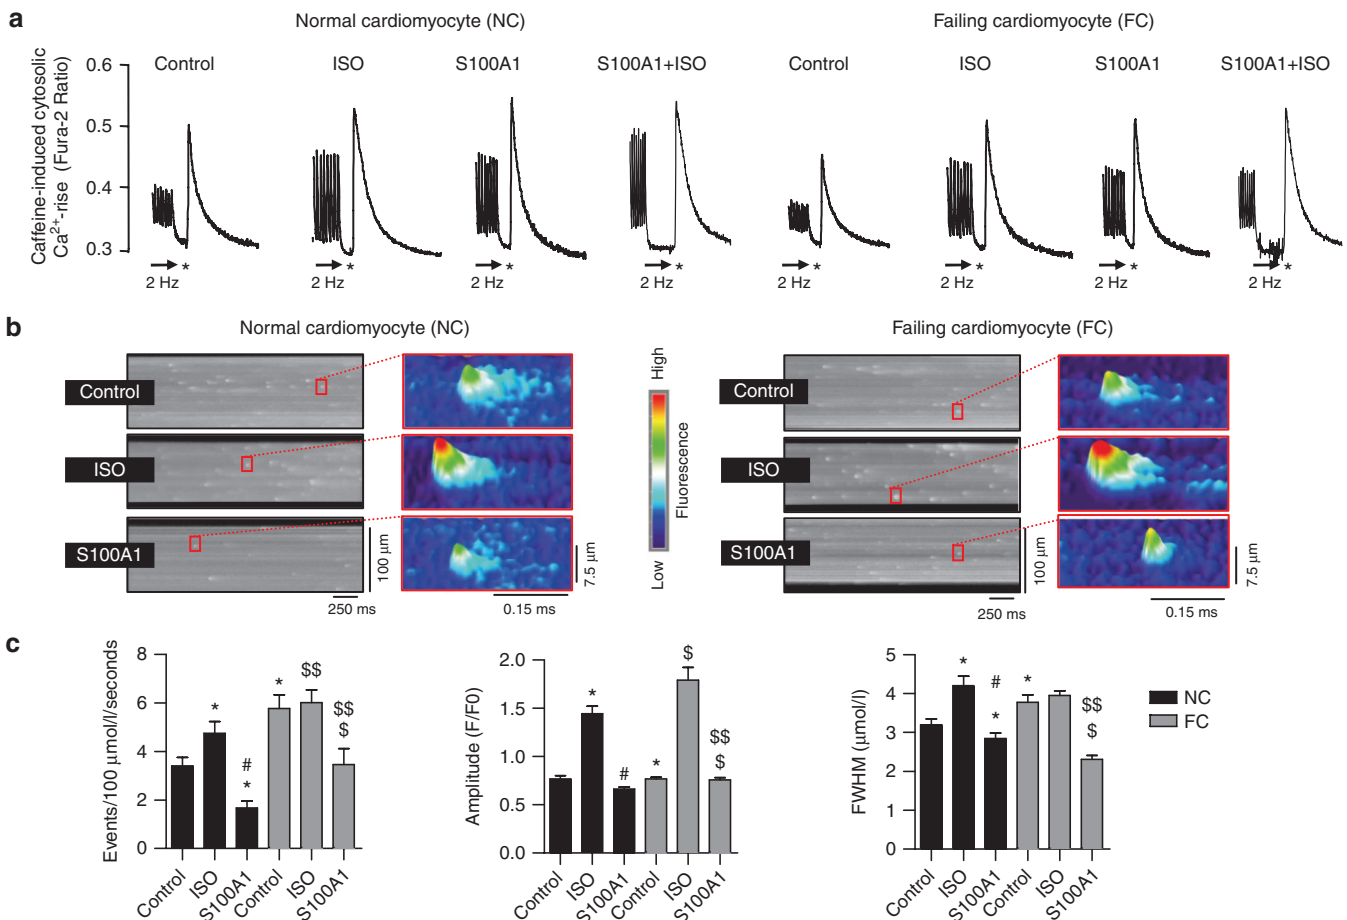 a
Normal cardiomyocyte (NC)
Failing cardiomyocyte (FC)
Caffeine-induced cytosolic
Ca²⁺-rise (Fura-2 Ratio)
0.6
0.5
0.4
0.3
Control
ISO
S100A1
S100A1+ISO
Control
ISO
S100A1
S100A1+ISO
*
*
*
*
*
*
*
*
2 Hz
2 Hz
2 Hz
2 Hz
2 Hz
2 Hz
2 Hz
2 Hz
b
Normal cardiomyocyte (NC)
Failing cardiomyocyte (FC)
Control
ISO
S100A1
100 µm
7.5 µm
250 ms
0.15 ms
High
Fluorescence
Low
Control
ISO
S100A1
100 µm
7.5 µm
250 ms
0.15 ms
c
Events/100 µmol/l/seconds
8
6
4
2
0
*
#
*
*
$$
$$
$
Control
ISO
S100A1
Control
ISO
S100A1
Amplitude (F/F0)
2.0
1.5
1.0
0.5
0.0
*
#
*
$
$$
$
Control
ISO
S100A1
Control
ISO
S100A1
FWHM (µmol/l)
5
4
3
2
1
0
*
#
*
*
$$
$
Control
ISO
S100A1
Control
ISO
S100A1
NC
FC